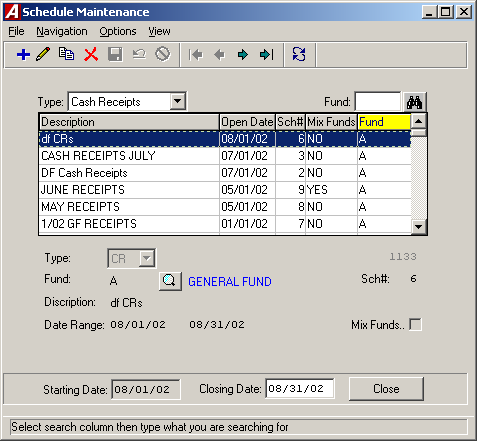 Schedule Maintenance
File Navigation Options View
Type: Cash Receipts Fund:
Description Open Date Sch# Mix Funds Fund
df CRs 08/01/02 6 NO A
CASH RECEIPTS JULY 07/01/02 3 NO A
DF Cash Receipts 07/01/02 2 NO A
JUNE RECEIPTS 05/01/02 9 YES A
MAY RECEIPTS 05/01/02 8 NO A
1/02 GF RECEIPTS 01/01/02 7 NO A
Type: CR 1133
Fund: A GENERAL FUND Sch#: 6
Discription: df CRs
Date Range: 08/01/02 08/31/02 Mix Funds..
Starting Date: 08/01/02 Closing Date: 08/31/02 Close
Select search column then type what you are searching for